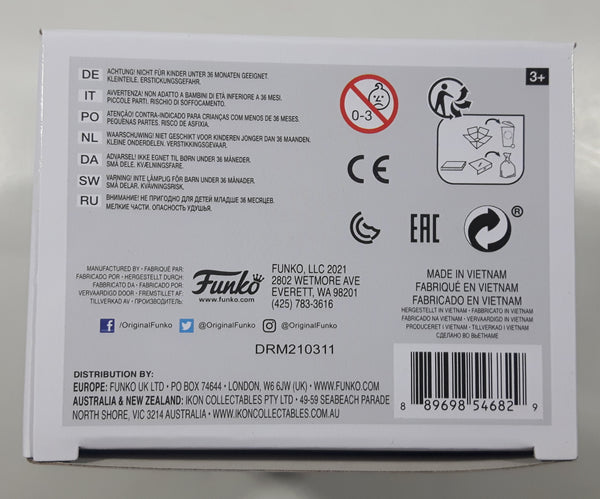 DE ACHTUNG! NICHT FÜR KINDER UNTER 36 MONATEN GEEIGNET.
KLEINTEILE. ERSTICKUNGSGEFAHR.
IT AVVERTENZA! NON ADATTO A BAMBINI DI ETÀ INFERIORE A 36 MESI.
PICCOLE PARTI. RISCHIO DI SOFFOCAMENTO.
PO ATENÇÃO! CONTRA-INDICADO PARA CRIANÇAS COM MENOS DE 36 MESES.
PEQUENAS PARTES. RISCO DE ASFIXIA.
NL WAARSCHUWING! NIET GESCHIKT VOOR KINDEREN JONGER DAN 36 MAANDEN.
KLEINE ONDERDELEN. VERSTIKKINGSGEVAAR.
DA ADVARSEL! IKKE EGNET TIL BØRN UNDER 36 MÅNEDER.
SMÅ DELE. KVÆLNINGSFARE.
SW VARNING! INTE LÄMPLIG FÖR BARN UNDER 36 MÅNADER.
SMÅ DELAR. KVÄVNINGSRISK.
RU ВНИМАНИЕ! НЕ ПРИГОДНО ДЛЯ ДЕТЕЙ МЛАДШЕ 36 МЕСЯЦЕВ.
МЕЛКИЕ ЧАСТИ. ОПАСНОСТЬ УДУШЬЯ.
0-3
3+
CE
EAC
®
MANUFACTURED BY • FABRIQUÉ PAR:
FABRICADO POR • HERGESTELLT DURCH:
FABBRICATO DA • FABRICADO POR:
VERVAARDIGD DOOR • FREMSTILLET AF:
TILLVERKAD AV • ПРОИЗВОДИТЕЛЬ:
Funko
www.funko.com
FUNKO, LLC 2021
2802 WETMORE AVE
EVERETT, WA 98201
(425) 783-3616
/OriginalFunko @OriginalFunko @OriginalFunko
DRM210311
MADE IN VIETNAM
FABRIQUÉ EN VIETNAM
FABRICADO EN VIETNAM
HERGESTELLT IN VIETNAM • FABBRICATO IN VIETNAM
FABRICADO NA VIETNAM • VERVAARDIGD IN VIETNAM
PRODUCERET I VIETNAM • TILLVERKAD I VIETNAM
СДЕЛАНО ВО ВЬЕТНАМЕ
8 89698 54682 9
DISTRIBUTION BY:
EUROPE: FUNKO UK LTD • PO BOX 74644 • LONDON, W6 6JW (UK) • WWW.FUNKO.COM
AUSTRALIA & NEW ZEALAND: IKON COLLECTABLES PTY LTD • 49-59 SEABEACH PARADE
NORTH SHORE, VIC 3214 AUSTRALIA • WWW.IKONCOLLECTABLES.COM.AU